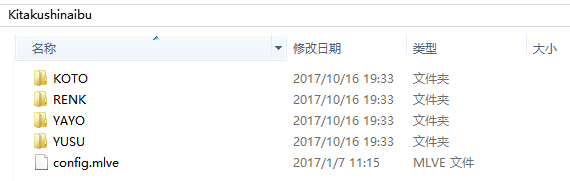 Kitakushinaibu
名称 修改日期 类型 大小
KOTO 2017/10/16 19:33 文件夹
RENK 2017/10/16 19:33 文件夹
YAYO 2017/10/16 19:33 文件夹
YUSU 2017/10/16 19:33 文件夹
config.mlve 2017/1/7 11:15 MLVE 文件